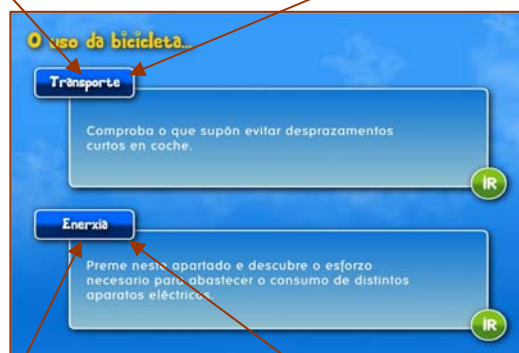 O uso da bicicleta...
Transporte
Comproba o que supón evitar desprazamentos
curtos en coche.
IR
Enerxía
Preme neste apartado e descubre o esforzo
necesario para abastecer o consumo de distintos
aparatos eléctricos.
IR